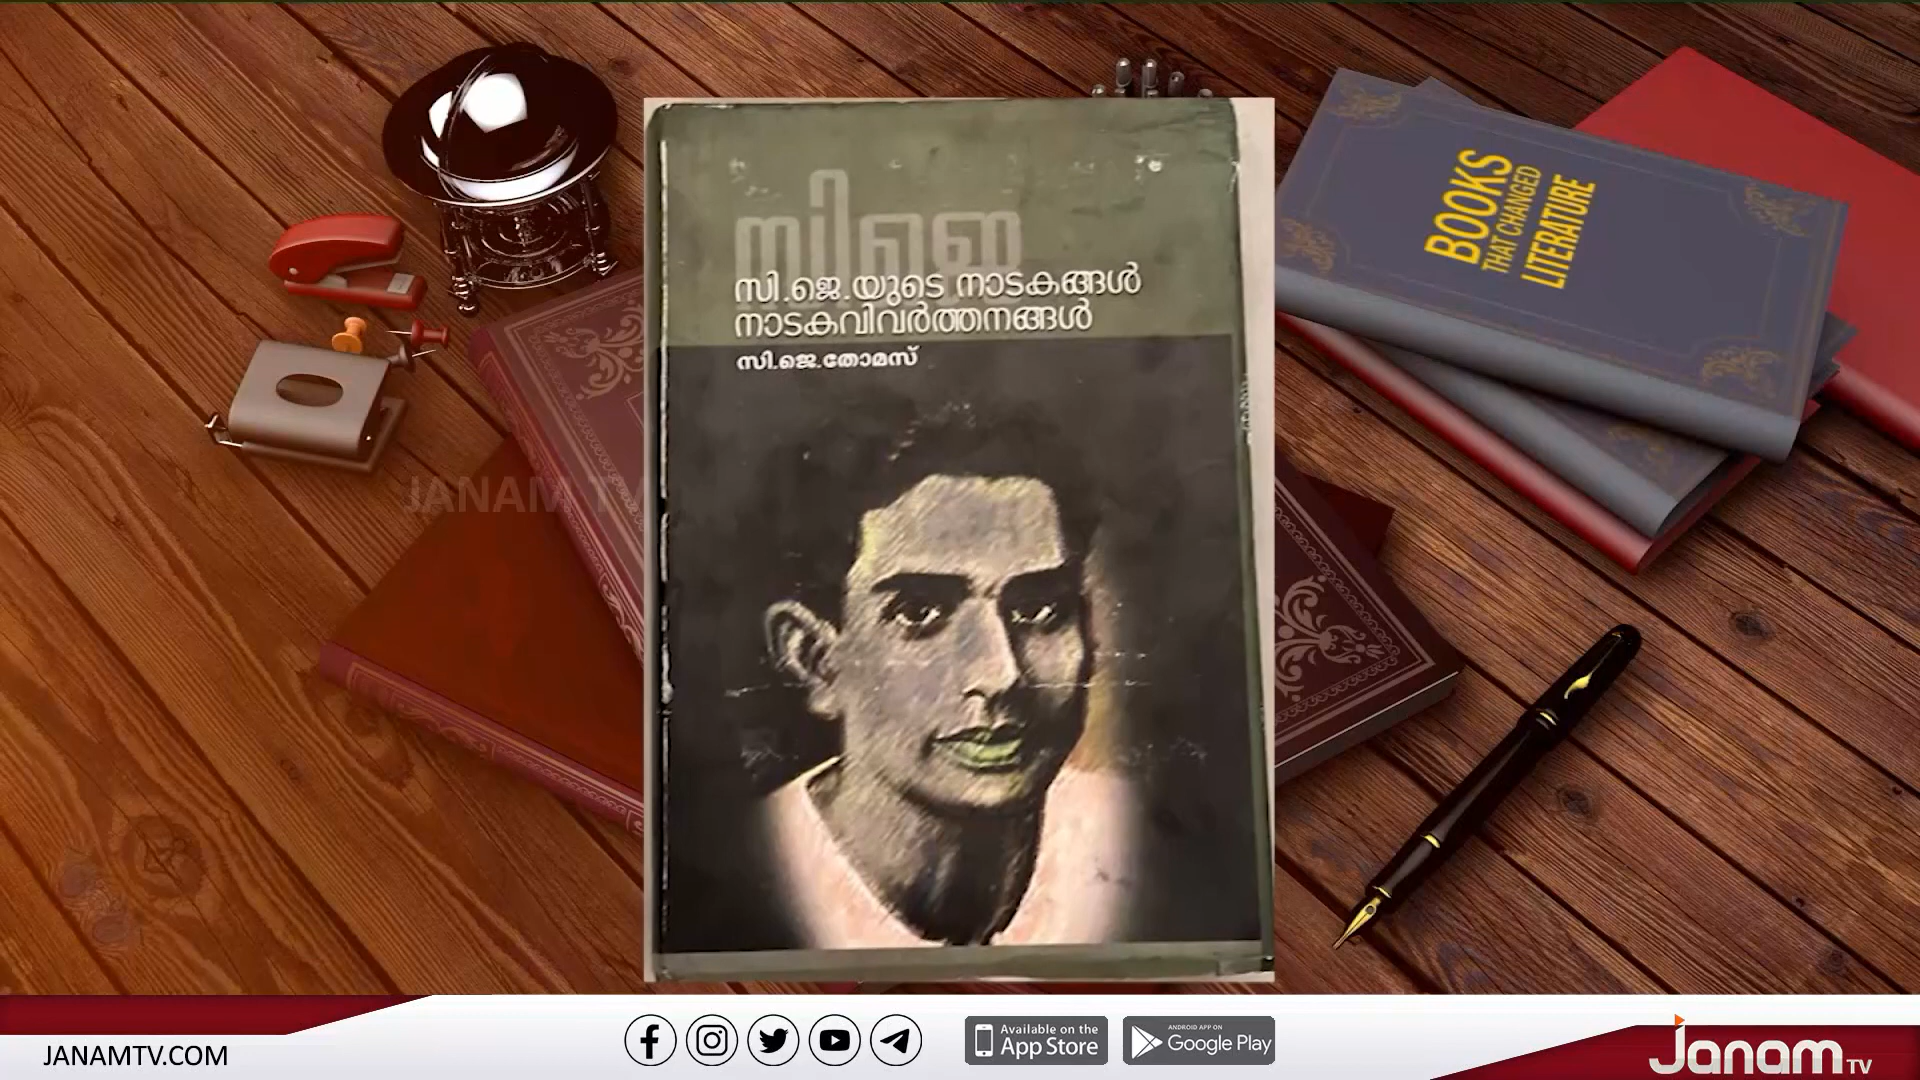 BOOKS
THAT CHANGED
LITERATURE
സിജെ
സി.ജെ.യുടെ നാടകങ്ങൾ
നാടകവിവർത്തനങ്ങൾ
സി.ജെ.തോമസ്
JANAM TV
JANAMTV.COM
Available on the
App Store
ANDROID APP ON
Google Play
Janam TV